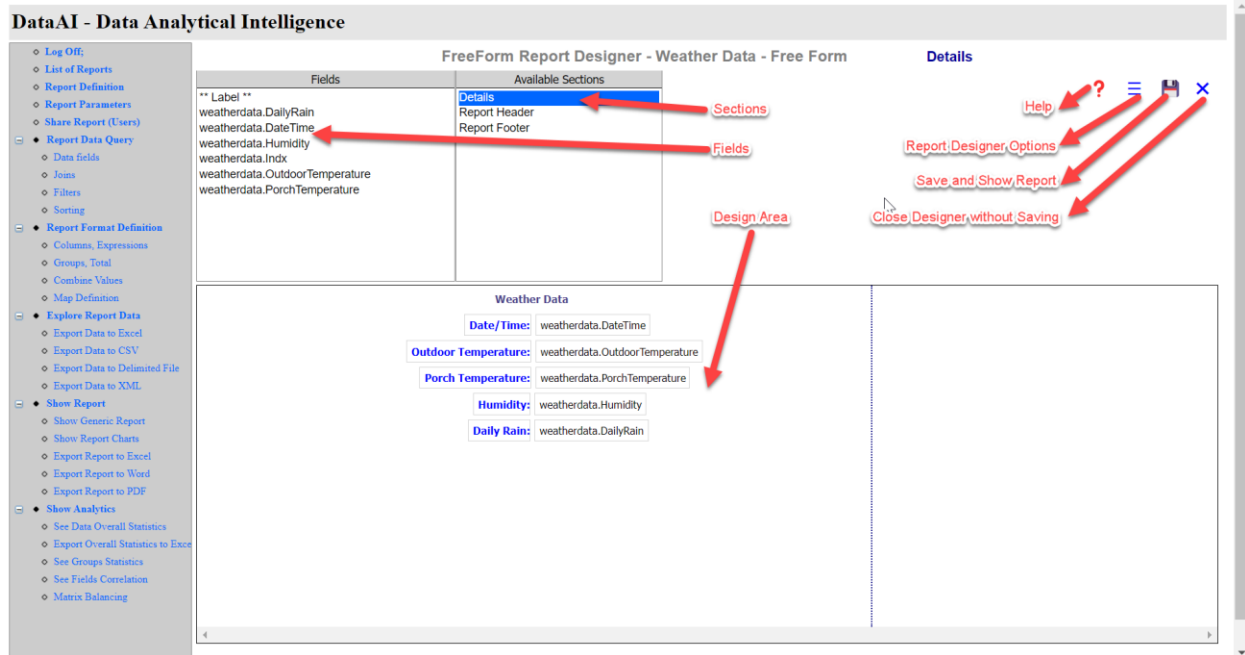 DataAI - Data Analytical Intelligence
Log Off;
List of Reports
Report Definition
Report Parameters
Share Report (Users)
Report Data Query
Data fields
Joins
Filters
Sorting
Report Format Definition
Columns, Expressions
Groups, Total
Combine Values
Map Definition
Explore Report Data
Export Data to Excel
Export Data to CSV
Export Data to Delimited File
Export Data to XML
Show Report
Show Generic Report
Show Report Charts
Export Report to Excel
Export Report to Word
Export Report to PDF
Show Analytics
See Data Overall Statistics
Export Overall Statistics to Exce
See Groups Statistics
See Fields Correlation
Matrix Balancing
FreeForm Report Designer - Weather Data - Free Form Details
Fields
** Label **
weatherdata.DailyRain
weatherdata.DateTime
weatherdata.Humidity
weatherdata.Indx
weatherdata.OutdoorTemperature
weatherdata.PorchTemperature
Available Sections
Details
Report Header
Report Footer
Sections
Fields
Design Area
?
Help
Report Designer Options
Save and Show Report
Close Designer without Saving
Weather Data
Date/Time: weatherdata.DateTime
Outdoor Temperature: weatherdata.OutdoorTemperature
Porch Temperature: weatherdata.PorchTemperature
Humidity: weatherdata.Humidity
Daily Rain: weatherdata.DailyRain